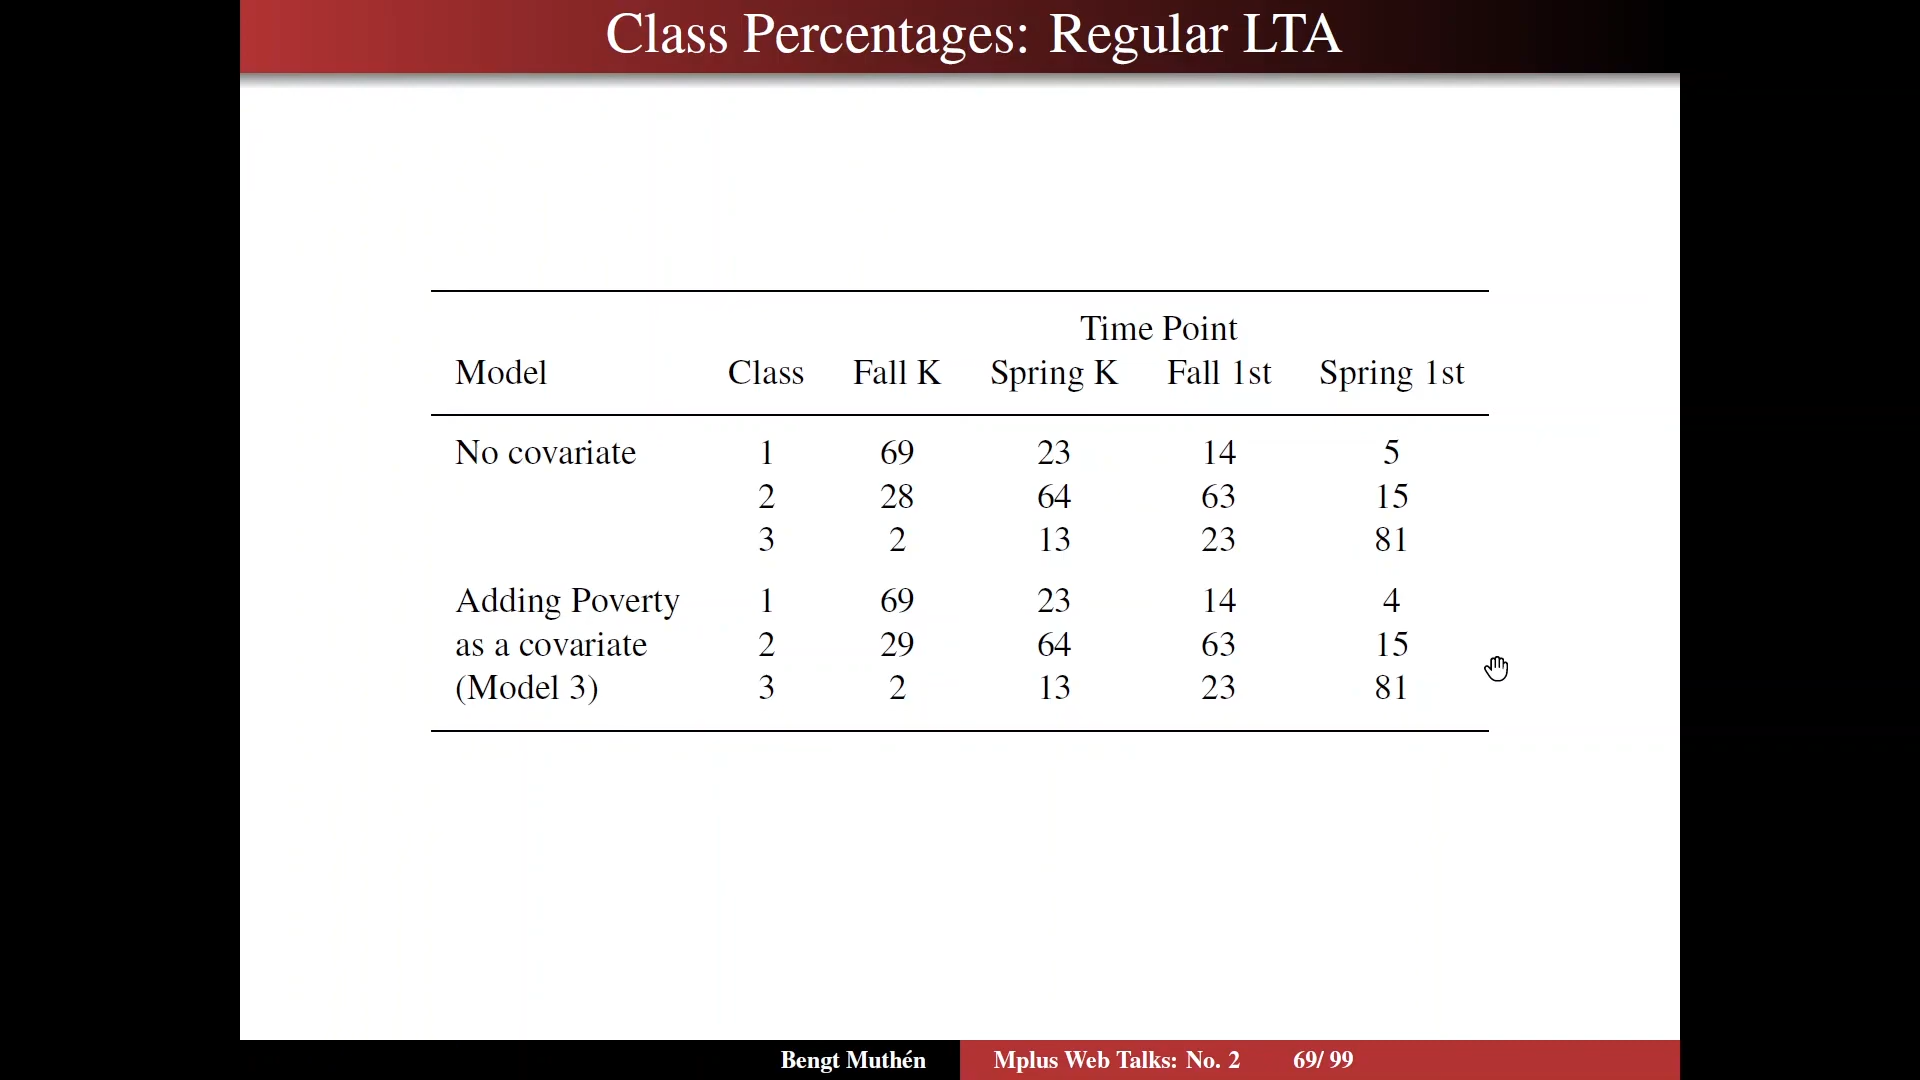 Class Percentages: Regular LTA
Time Point
Model Class Fall K Spring K Fall 1st Spring 1st
No covariate 1 69 23 14 5
2 28 64 63 15
3 2 13 23 81
Adding Poverty 1 69 23 14 4
as a covariate 2 29 64 63 15
(Model 3) 3 2 13 23 81
Bengt Muthén Mplus Web Talks: No. 2 69/ 99